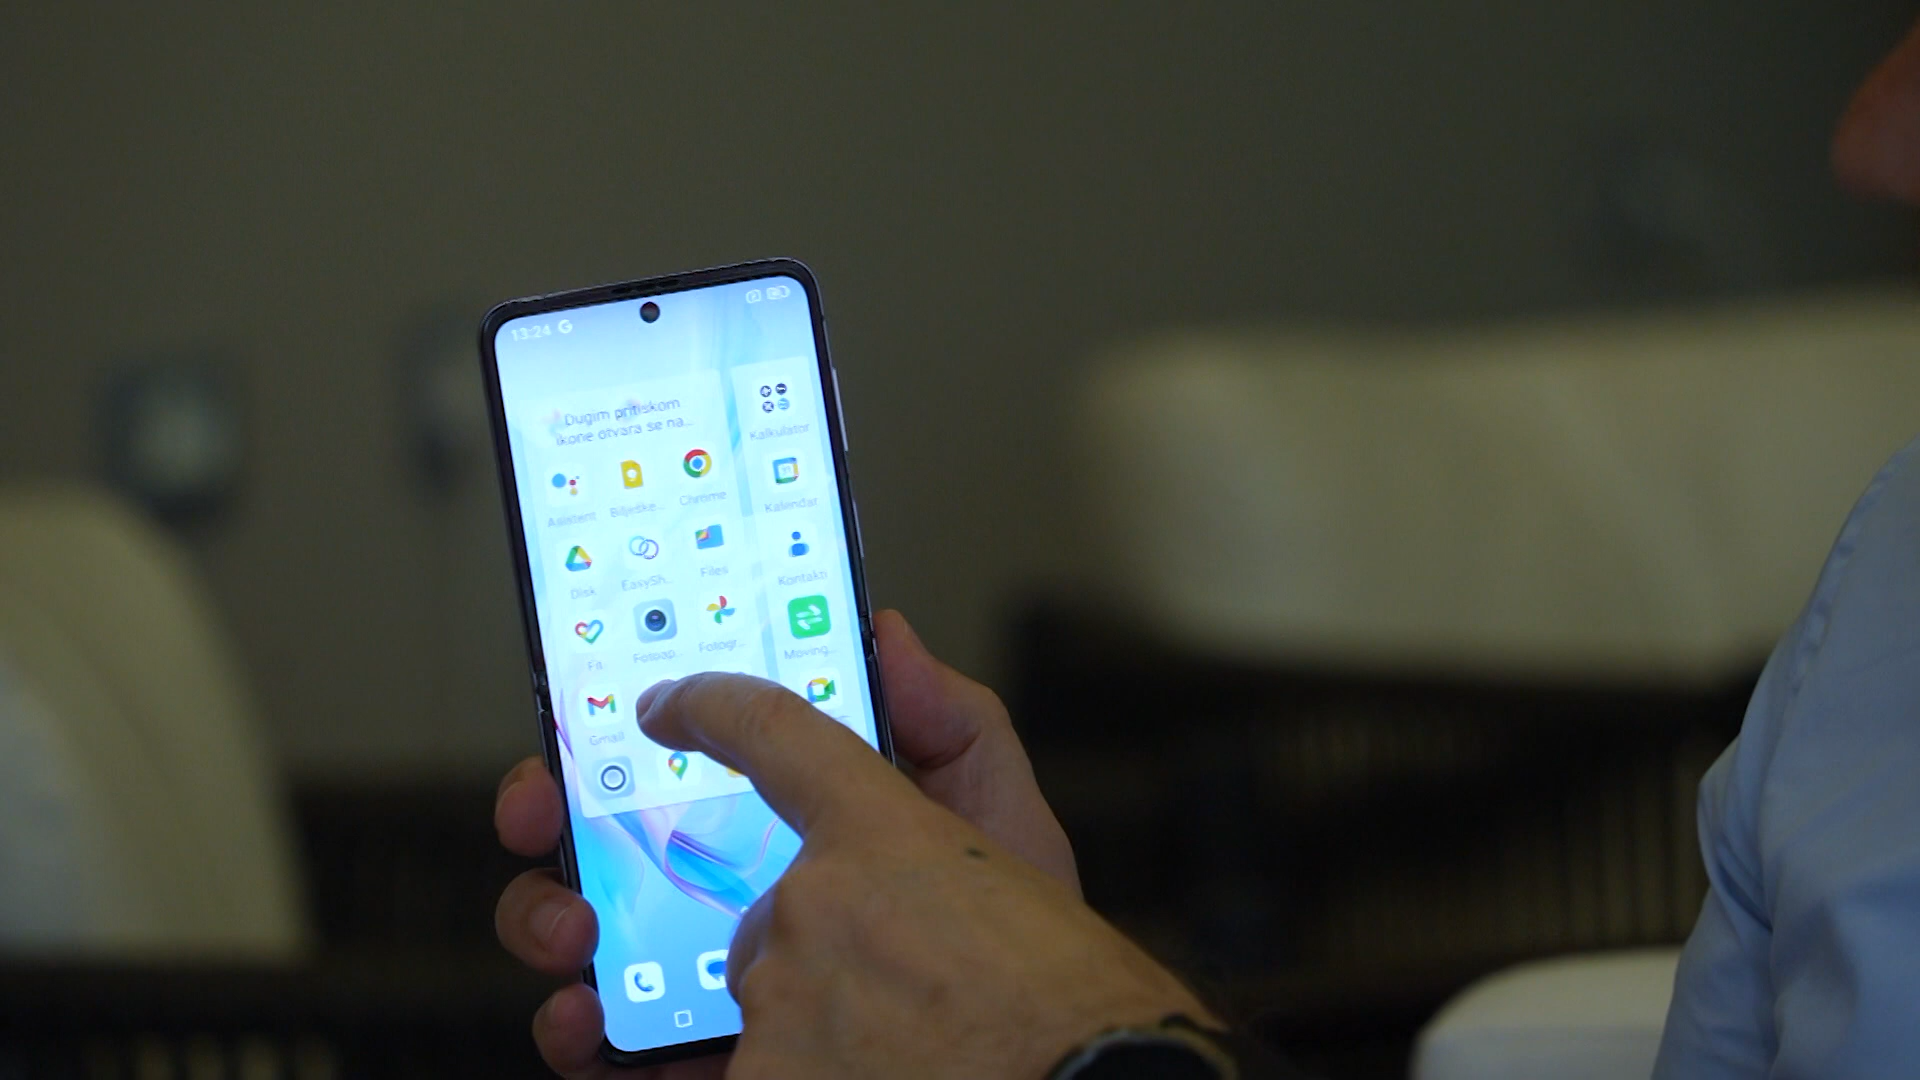 13:24
Dugim pritiskom
ikone otvara se na...
Kalkulator
Asistent
Bilješke...
Chrome
Kalendar
Disk
EasySh...
Files
Kontakti
Fit
Fotoap...
Fotogr...
Moving...
Gmail